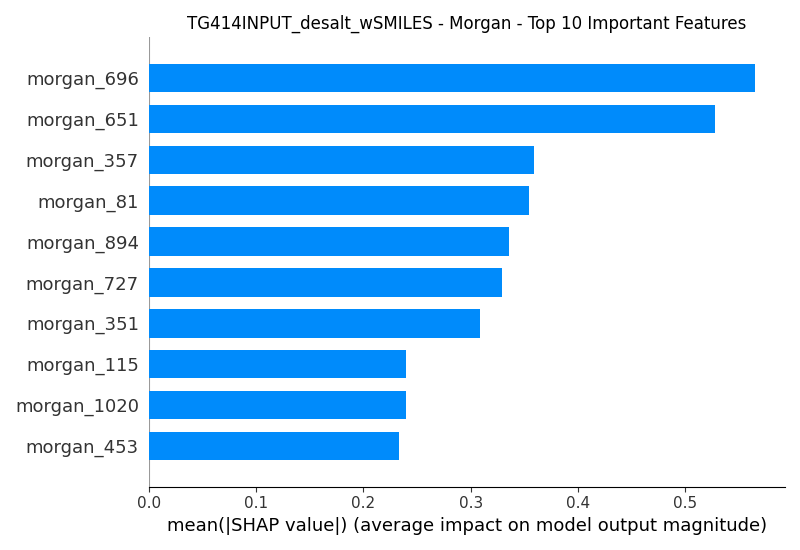 TG414INPUT_desalt_wSMILES - Morgan - Top 10 Important Features
morgan_696
morgan_651
morgan_357
morgan_81
morgan_894
morgan_727
morgan_351
morgan_115
morgan_1020
morgan_453
0.0 0.1 0.2 0.3 0.4 0.5
mean(|SHAP value|) (average impact on model output magnitude)